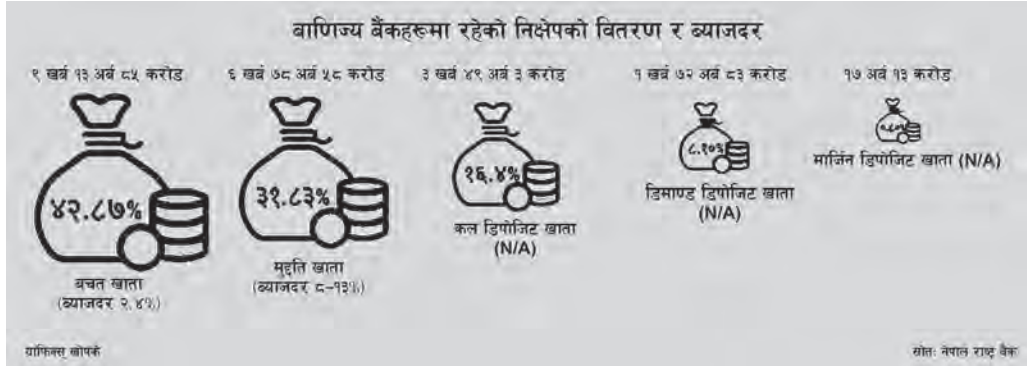 वाणिज्य बैंकहरूमा रहेको निक्षेपको वितरण र ब्याजदर
९ खर्ब १३ अर्ब ८५ करोड
४२.८७%
बचत खाता
(ब्याजदर २.४%)
६ खर्ब ७८ अर्ब ५८ करोड
३१.८३%
मुद्दति खाता
(ब्याजदर ८-१३%)
३ खर्ब ४९ अर्ब ३ करोड
१६.४%
कल डिपोजिट खाता
(N/A)
१ खर्ब ७२ अर्ब ८३ करोड
८.१०%
डिमाण्ड डिपोजिट खाता
(N/A)
१७ अर्ब १३ करोड
मार्जिन डिपोजिट खाता (N/A)
ग्राफिक्स्
स्रोतः नेपाल राष्ट्र बैंक